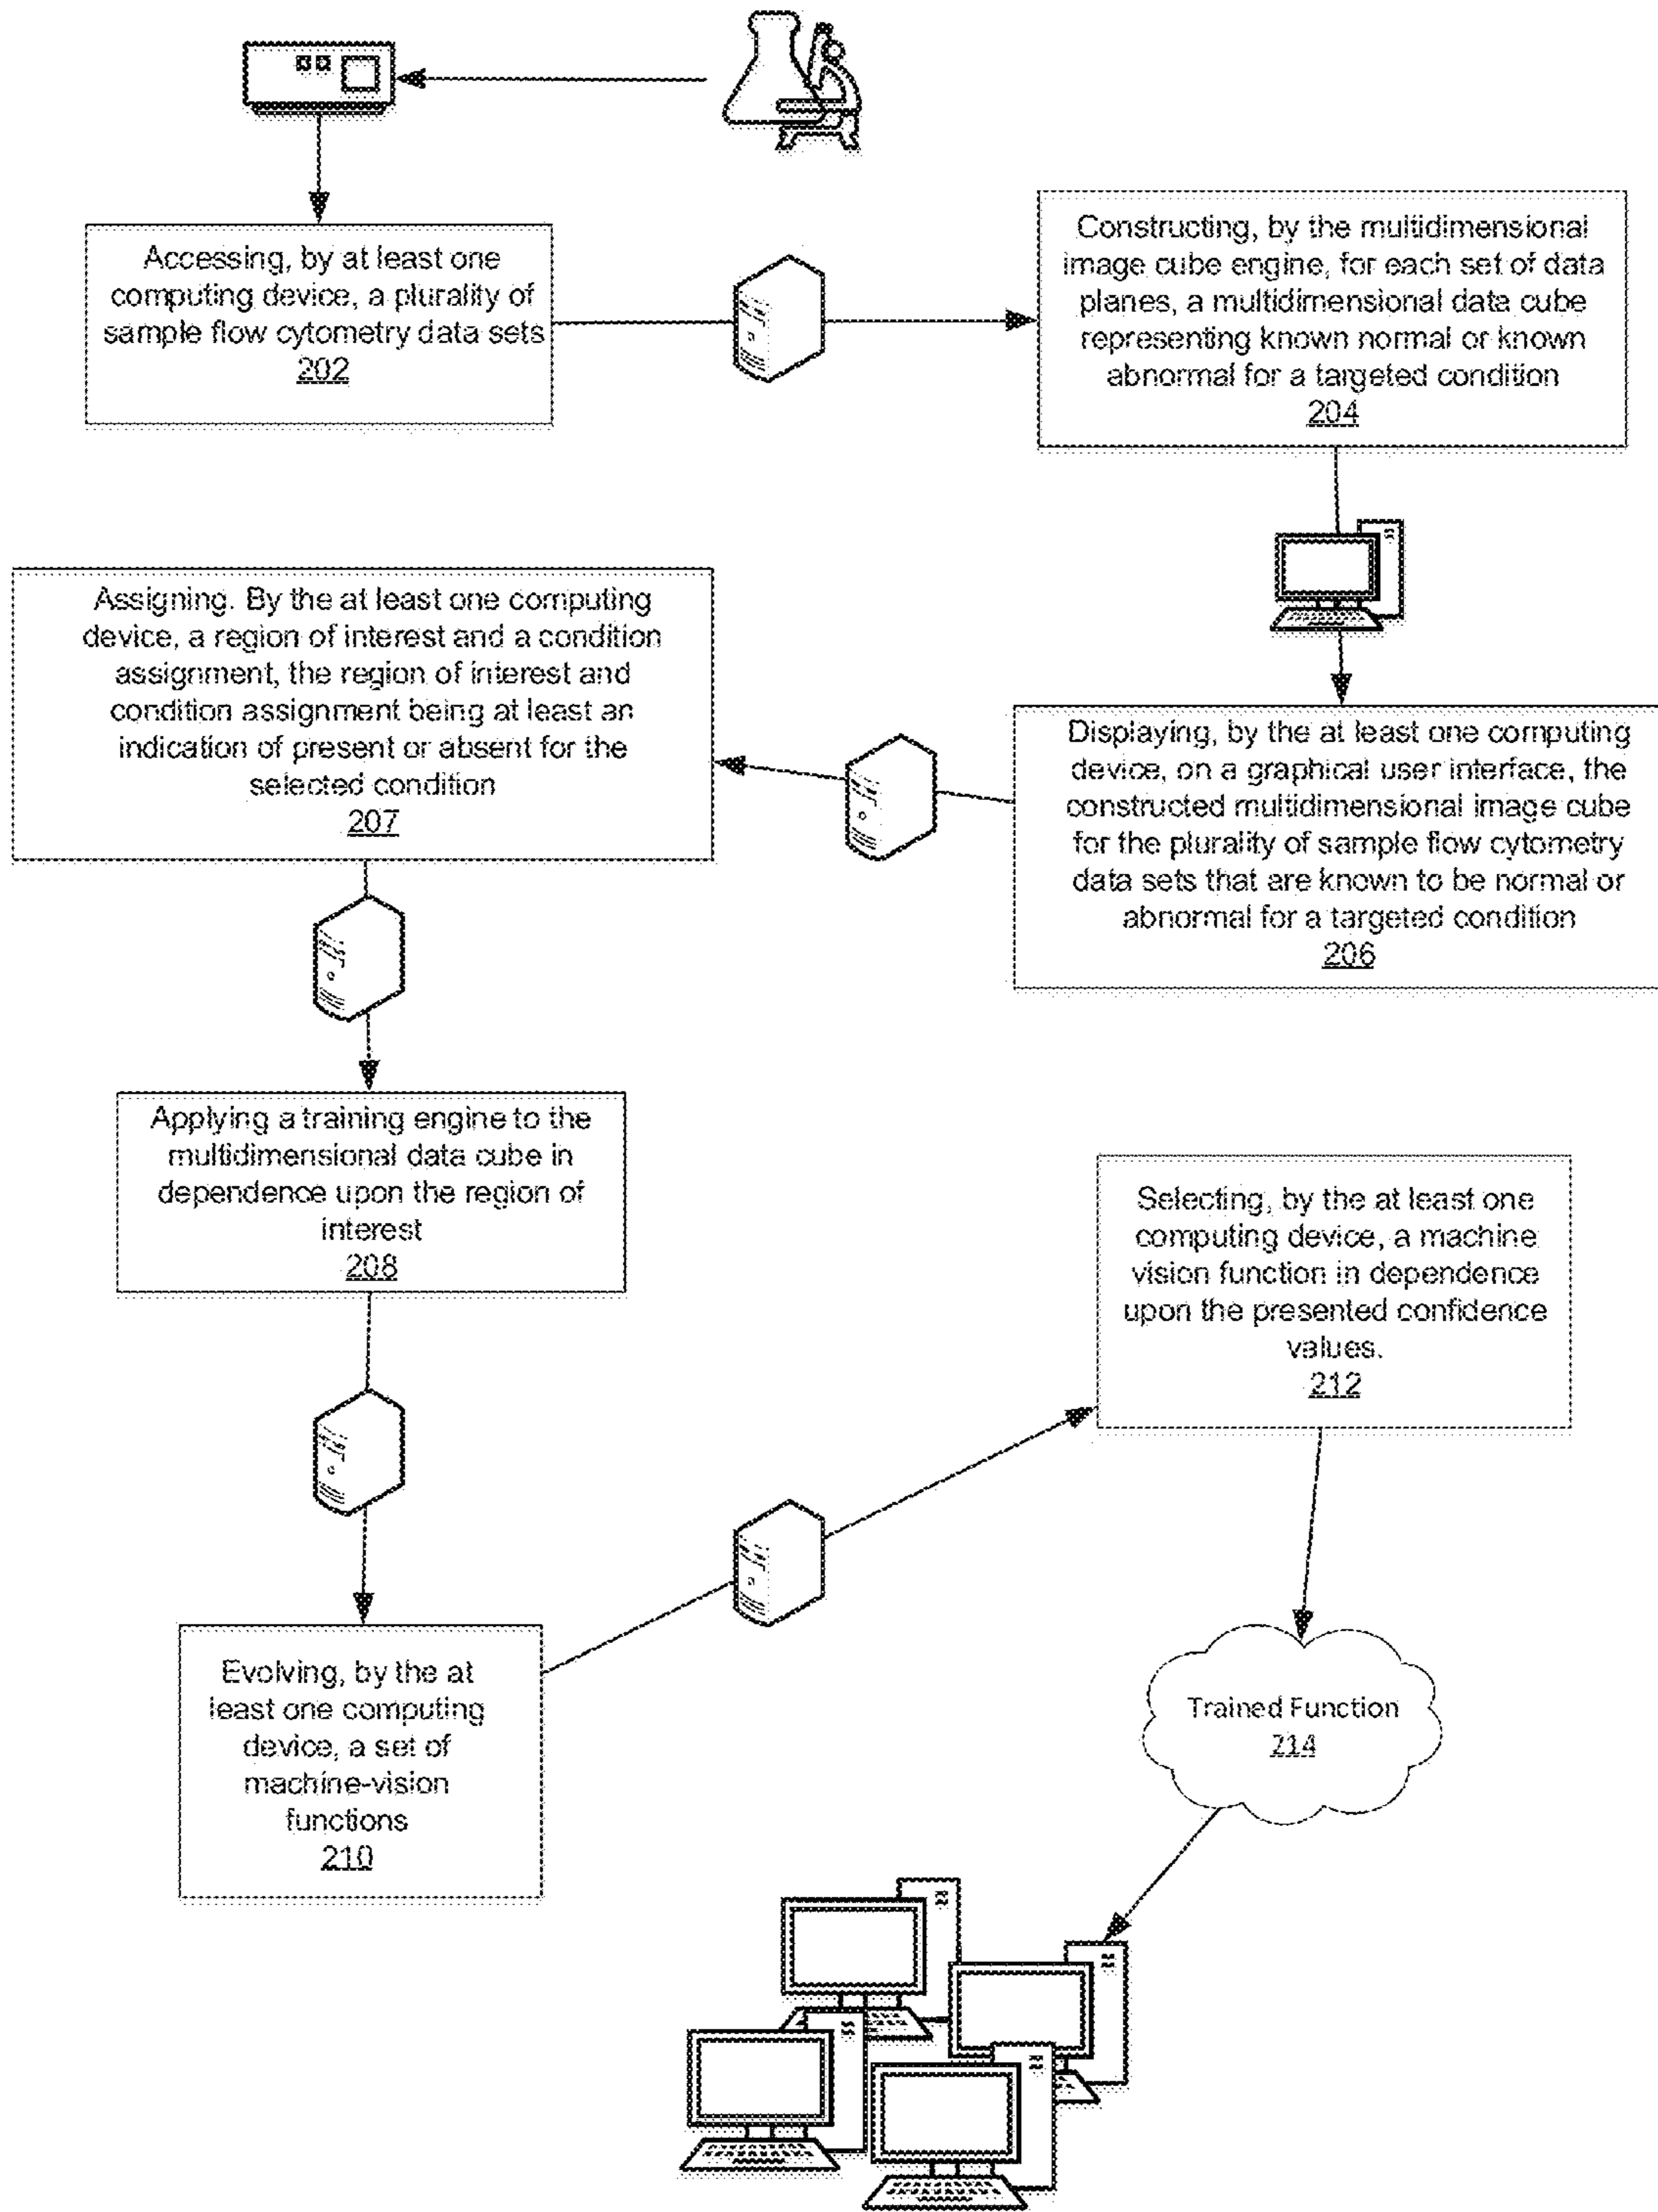 Accessing, by at least one
computing device, a plurality of
sample flow cytometry data sets
202
Constructing, by the multidimensional
image cube engine, for each set of data
planes, a multidimensional data cube
representing known normal or known
abnormal for a targeted condition
204
Displaying, by the at least one computing
device, on a graphical user interface, the
constructed multidimensional image cube
for the plurality of sample flow cytometry
data sets that are known to be normal or
abnormal for a targeted condition
206
Assigning. By the at least one computing
device, a region of interest and a condition
assignment, the region of interest and
condition assignment being at least an
indication of present or absent for the
selected condition
207
Applying a training engine to the
multidimensional data cube in
dependence upon the region of
interest
208
Evolving, by the at
least one computing
device, a set of
machine-vision
functions
210
Selecting, by the at least one
computing device, a machine
vision function in dependence
upon the presented confidence
values.
212
Trained Function
214